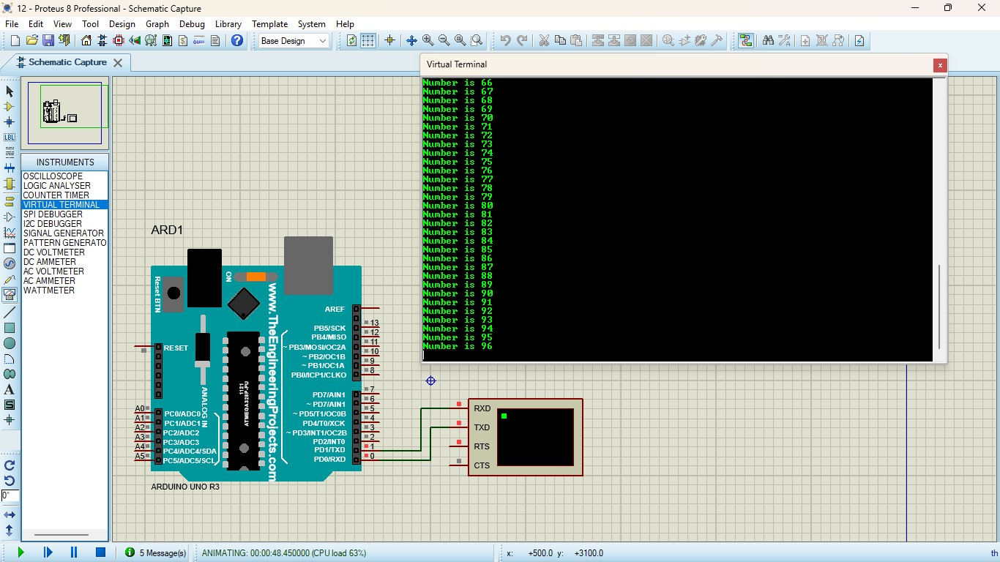 12 - Proteus 8 Professional - Schematic Capture
File Edit View Tool Design Graph Debug Library Template System Help
Base Design
Schematic Capture
Virtual Terminal
Number is 66
Number is 67
Number is 68
Number is 69
Number is 70
Number is 71
Number is 72
Number is 73
Number is 74
Number is 75
Number is 76
Number is 77
Number is 78
Number is 79
Number is 80
Number is 81
Number is 82
Number is 83
Number is 84
Number is 85
Number is 86
Number is 87
Number is 88
Number is 89
Number is 90
Number is 91
Number is 92
Number is 93
Number is 94
Number is 95
Number is 96
LBL
A
S
0°
INSTRUMENTS
OSCILLOSCOPE
LOGIC ANALYSER
COUNTER TIMER
VIRTUAL TERMINAL
SPI DEBUGGER
I2C DEBUGGER
SIGNAL GENERATOR
PATTERN GENERATO
DC VOLTMETER
DC AMMETER
AC VOLTMETER
AC AMMETER
WATTMETER
ARD1
Reset BTN
ON
www.TheEngineeringProjects.com
1121
ATMEGA328P-PU
ANALOG IN
RESET
A0 PC0/ADC0
A1 PC1/ADC1
A2 PC2/ADC2
A3 PC3/ADC3
A4 PC4/ADC4/SDA
A5 PC5/ADC5/SCL
AREF
PB5/SCK 13
PB4/MISO 12
~ PB3/MOSI/OC2A 11
~ PB2/OC1B 10
~ PB1/OC1A 9
PB0/ICP1/CLKO 8
PD7/AIN1 7
~ PD7/AIN1 6
~ PD5/T1/OC0B 5
PD4/T0/XCK 4
~ PD3/INT1/OC2B 3
PD2/INT0 2
PD1/TXD 1
PD0/RXD 0
ARDUINO UNO R3
RXD
TXD
RTS
CTS
5 Message(s) ANIMATING: 00:00:48.450000 (CPU load 63%) x: +500.0 y: +3100.0 th